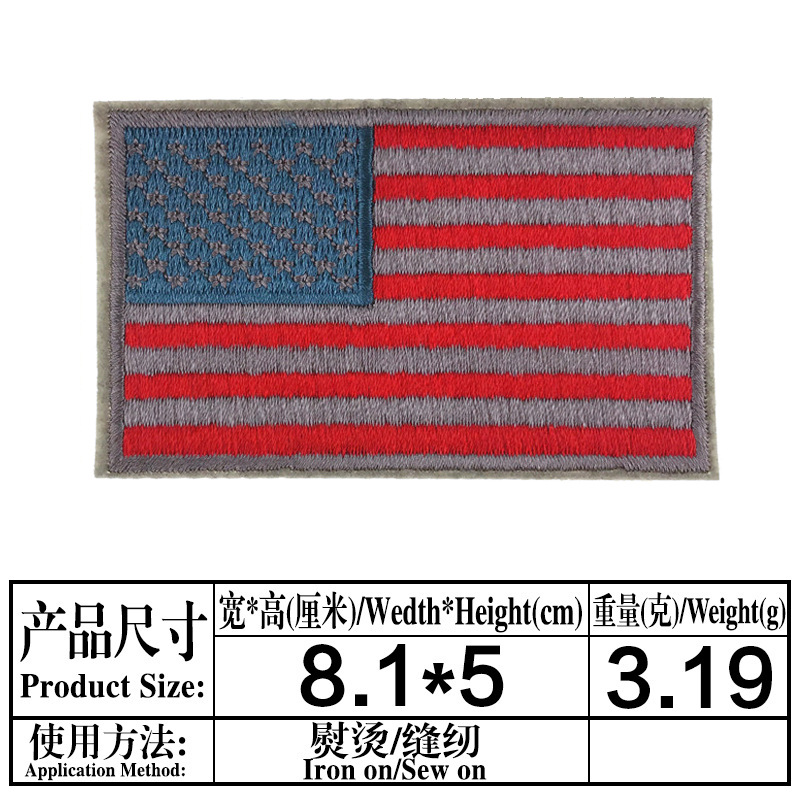 产品尺寸
Product Size:
宽*高(厘米)/Wedth*Height(cm)
重量(克)/Weight(g)
8.1*5
3.19
使用方法:
Application Method:
熨烫/缝纫
Iron on/Sew on